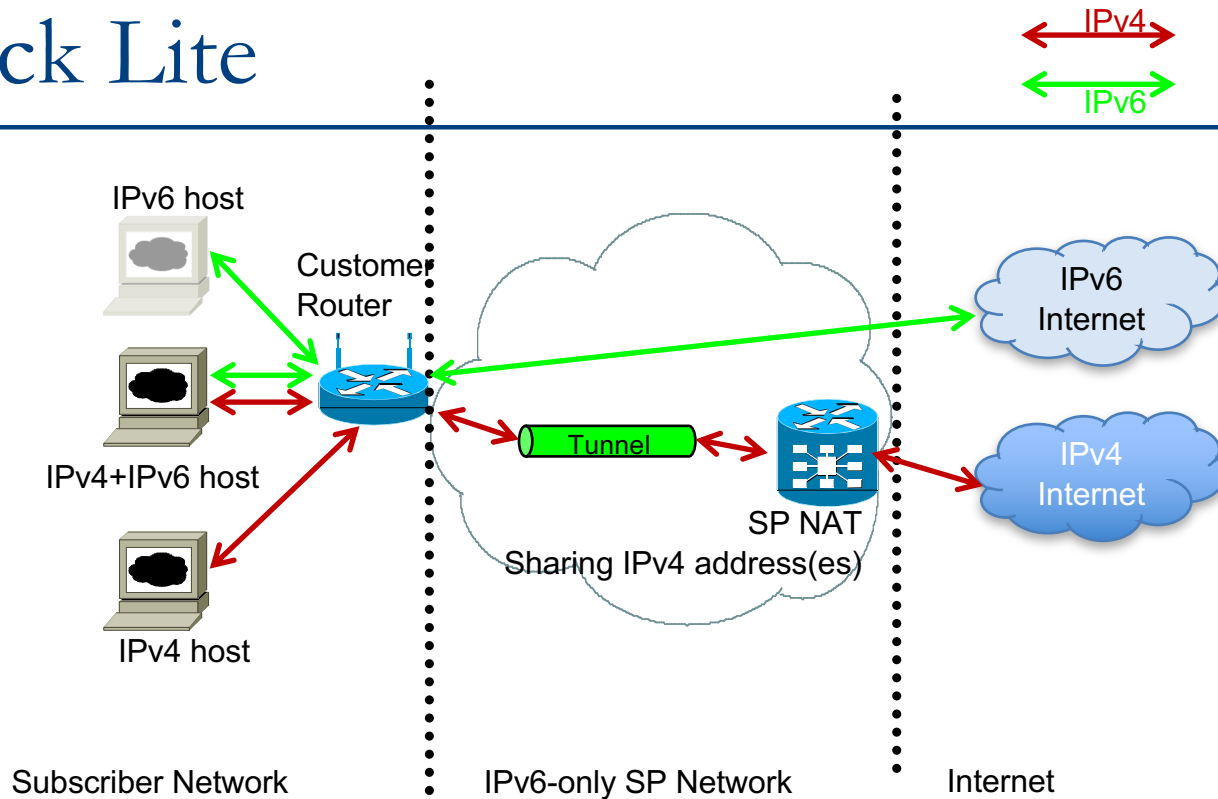 ck Lite
IPv4
IPv6
IPv6 host
Customer
Router
IPv6
Internet
Tunnel
IPv4+IPv6 host
IPv4
Internet
SP NAT
Sharing IPv4 address(es)
IPv4 host
Subscriber Network
IPv6-only SP Network
Internet